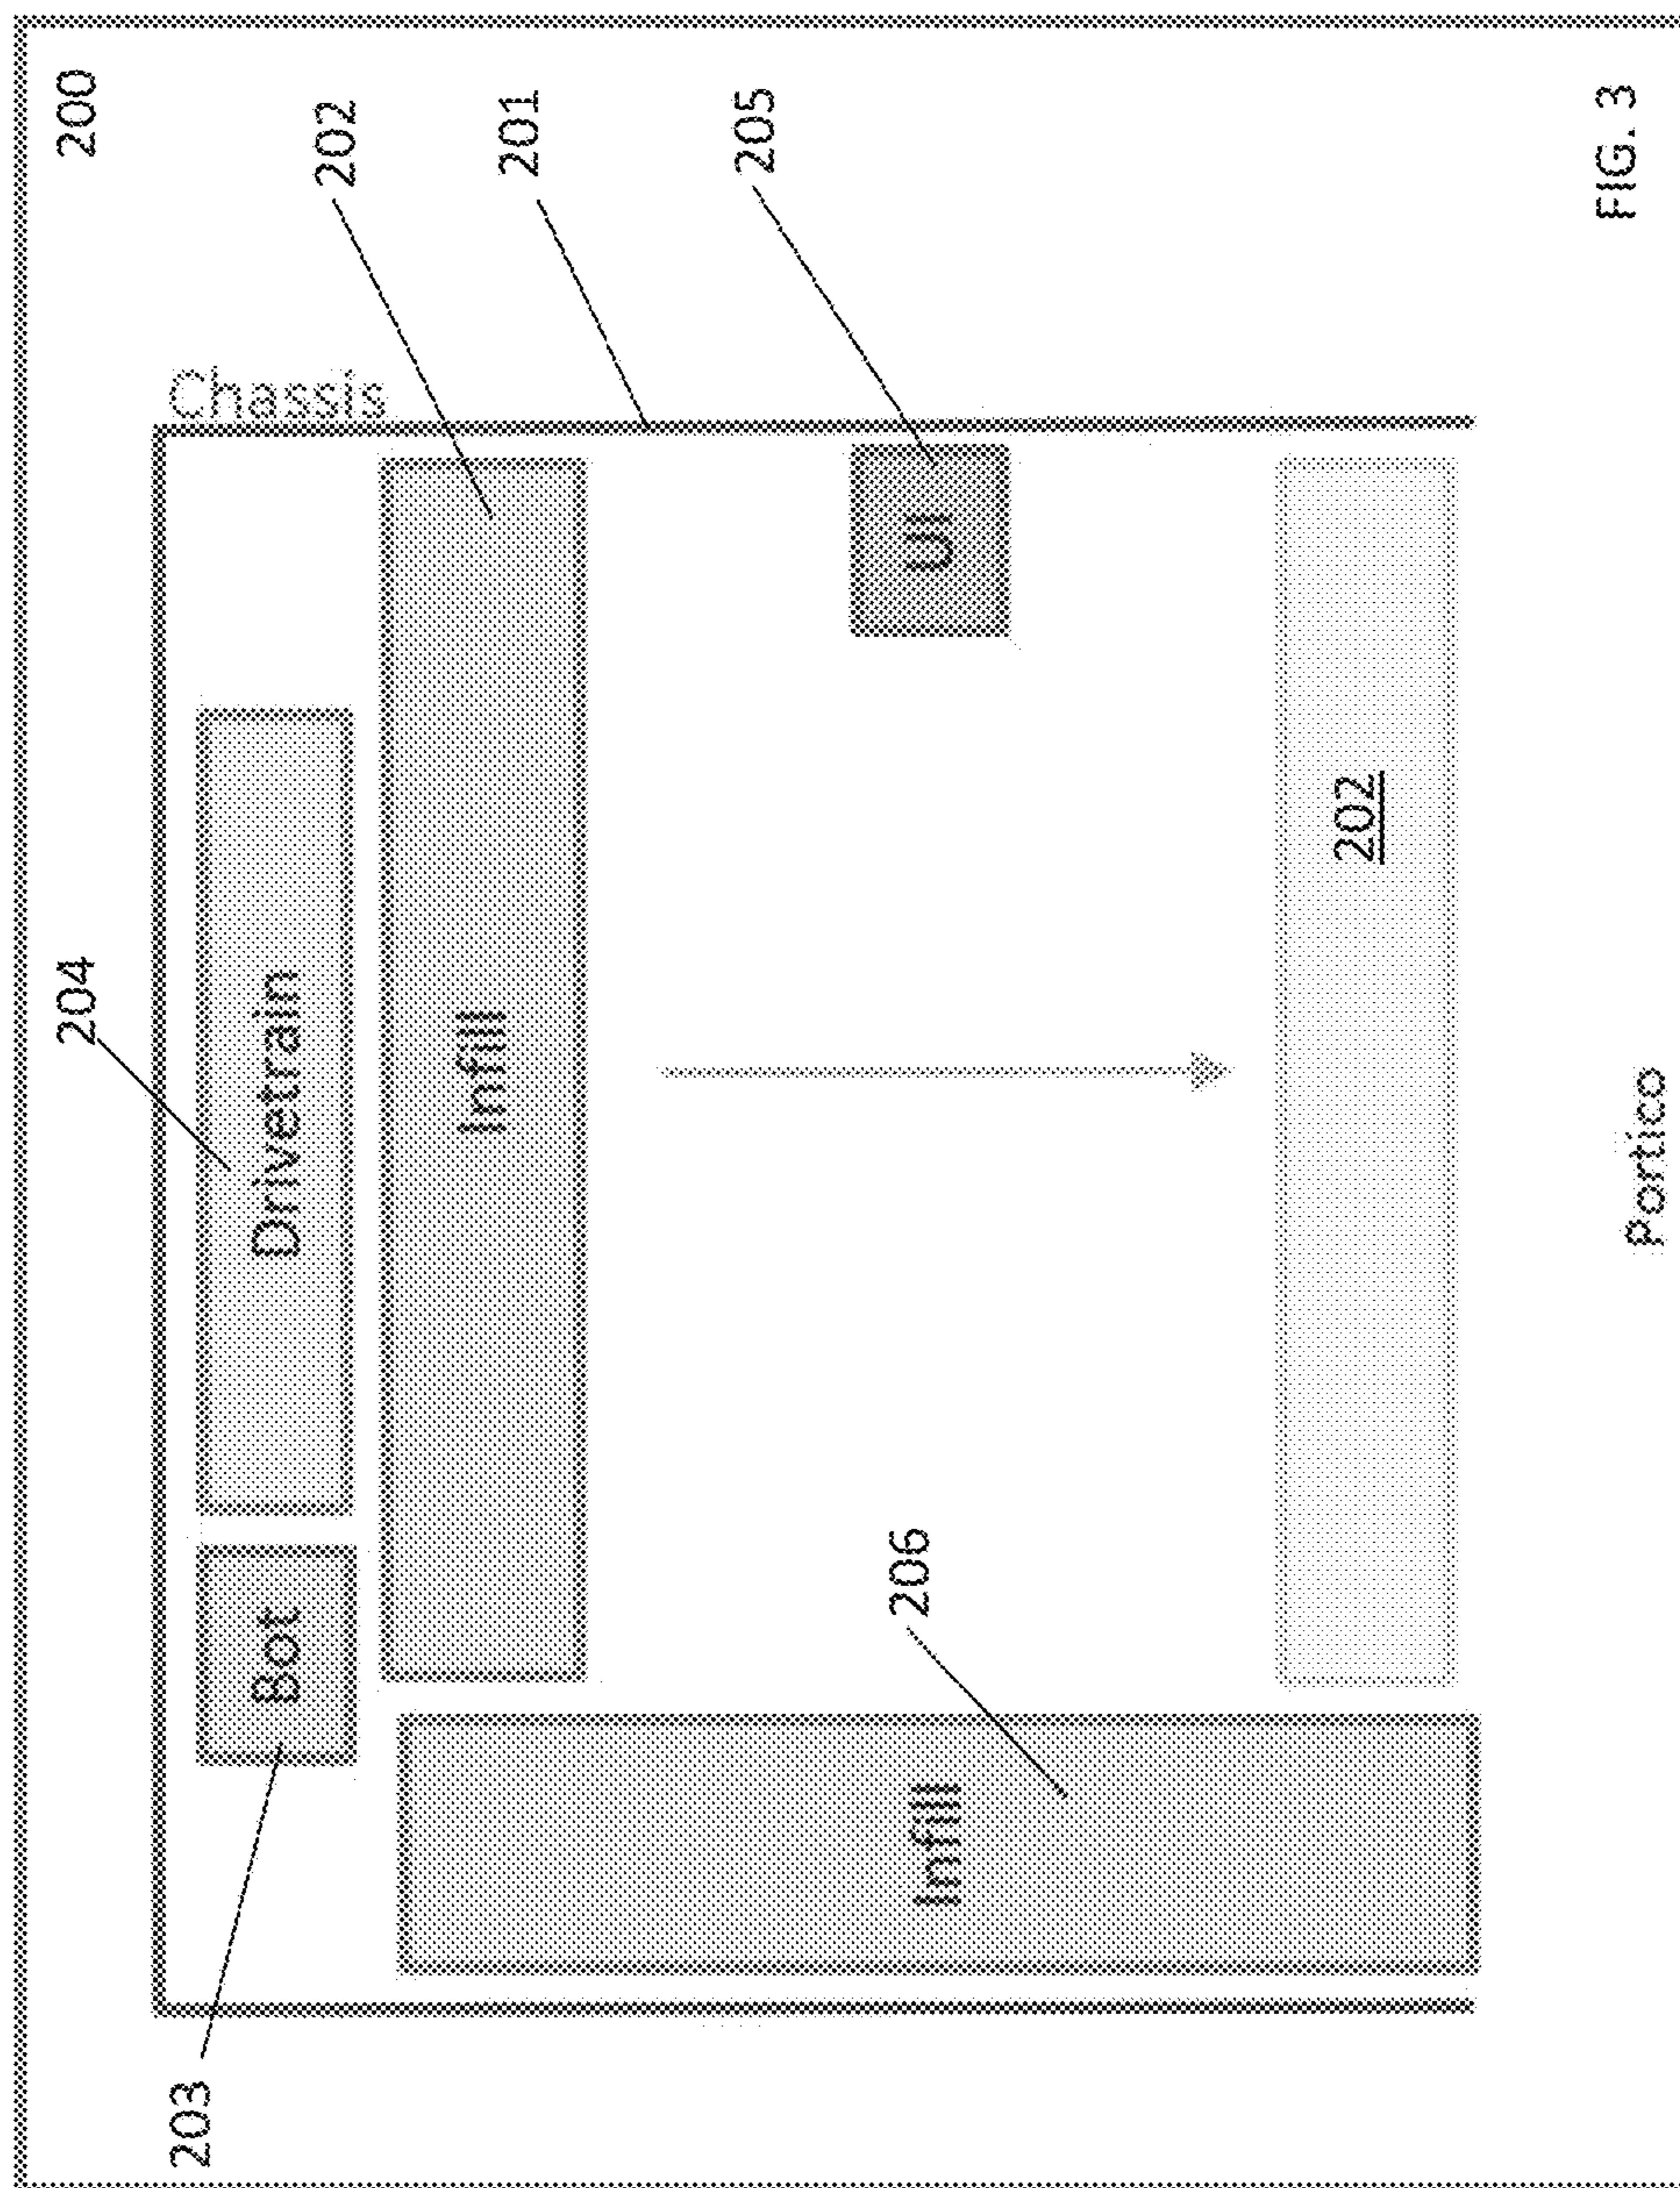 204
200
203
Chassis
Bot
Drivetrain
202
Infill
201
205
Infill
206
UI
202
Portico
FIG. 3